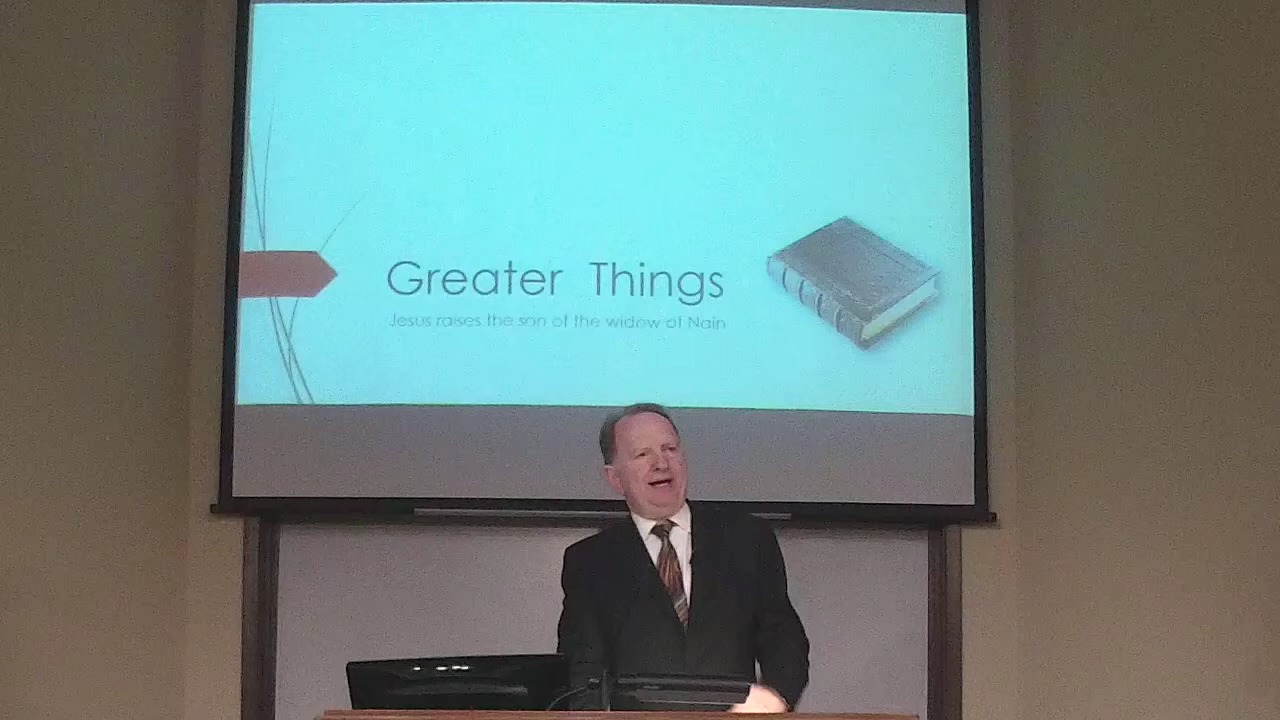 Greater Things
Jesus raises the son of the widow of Nain